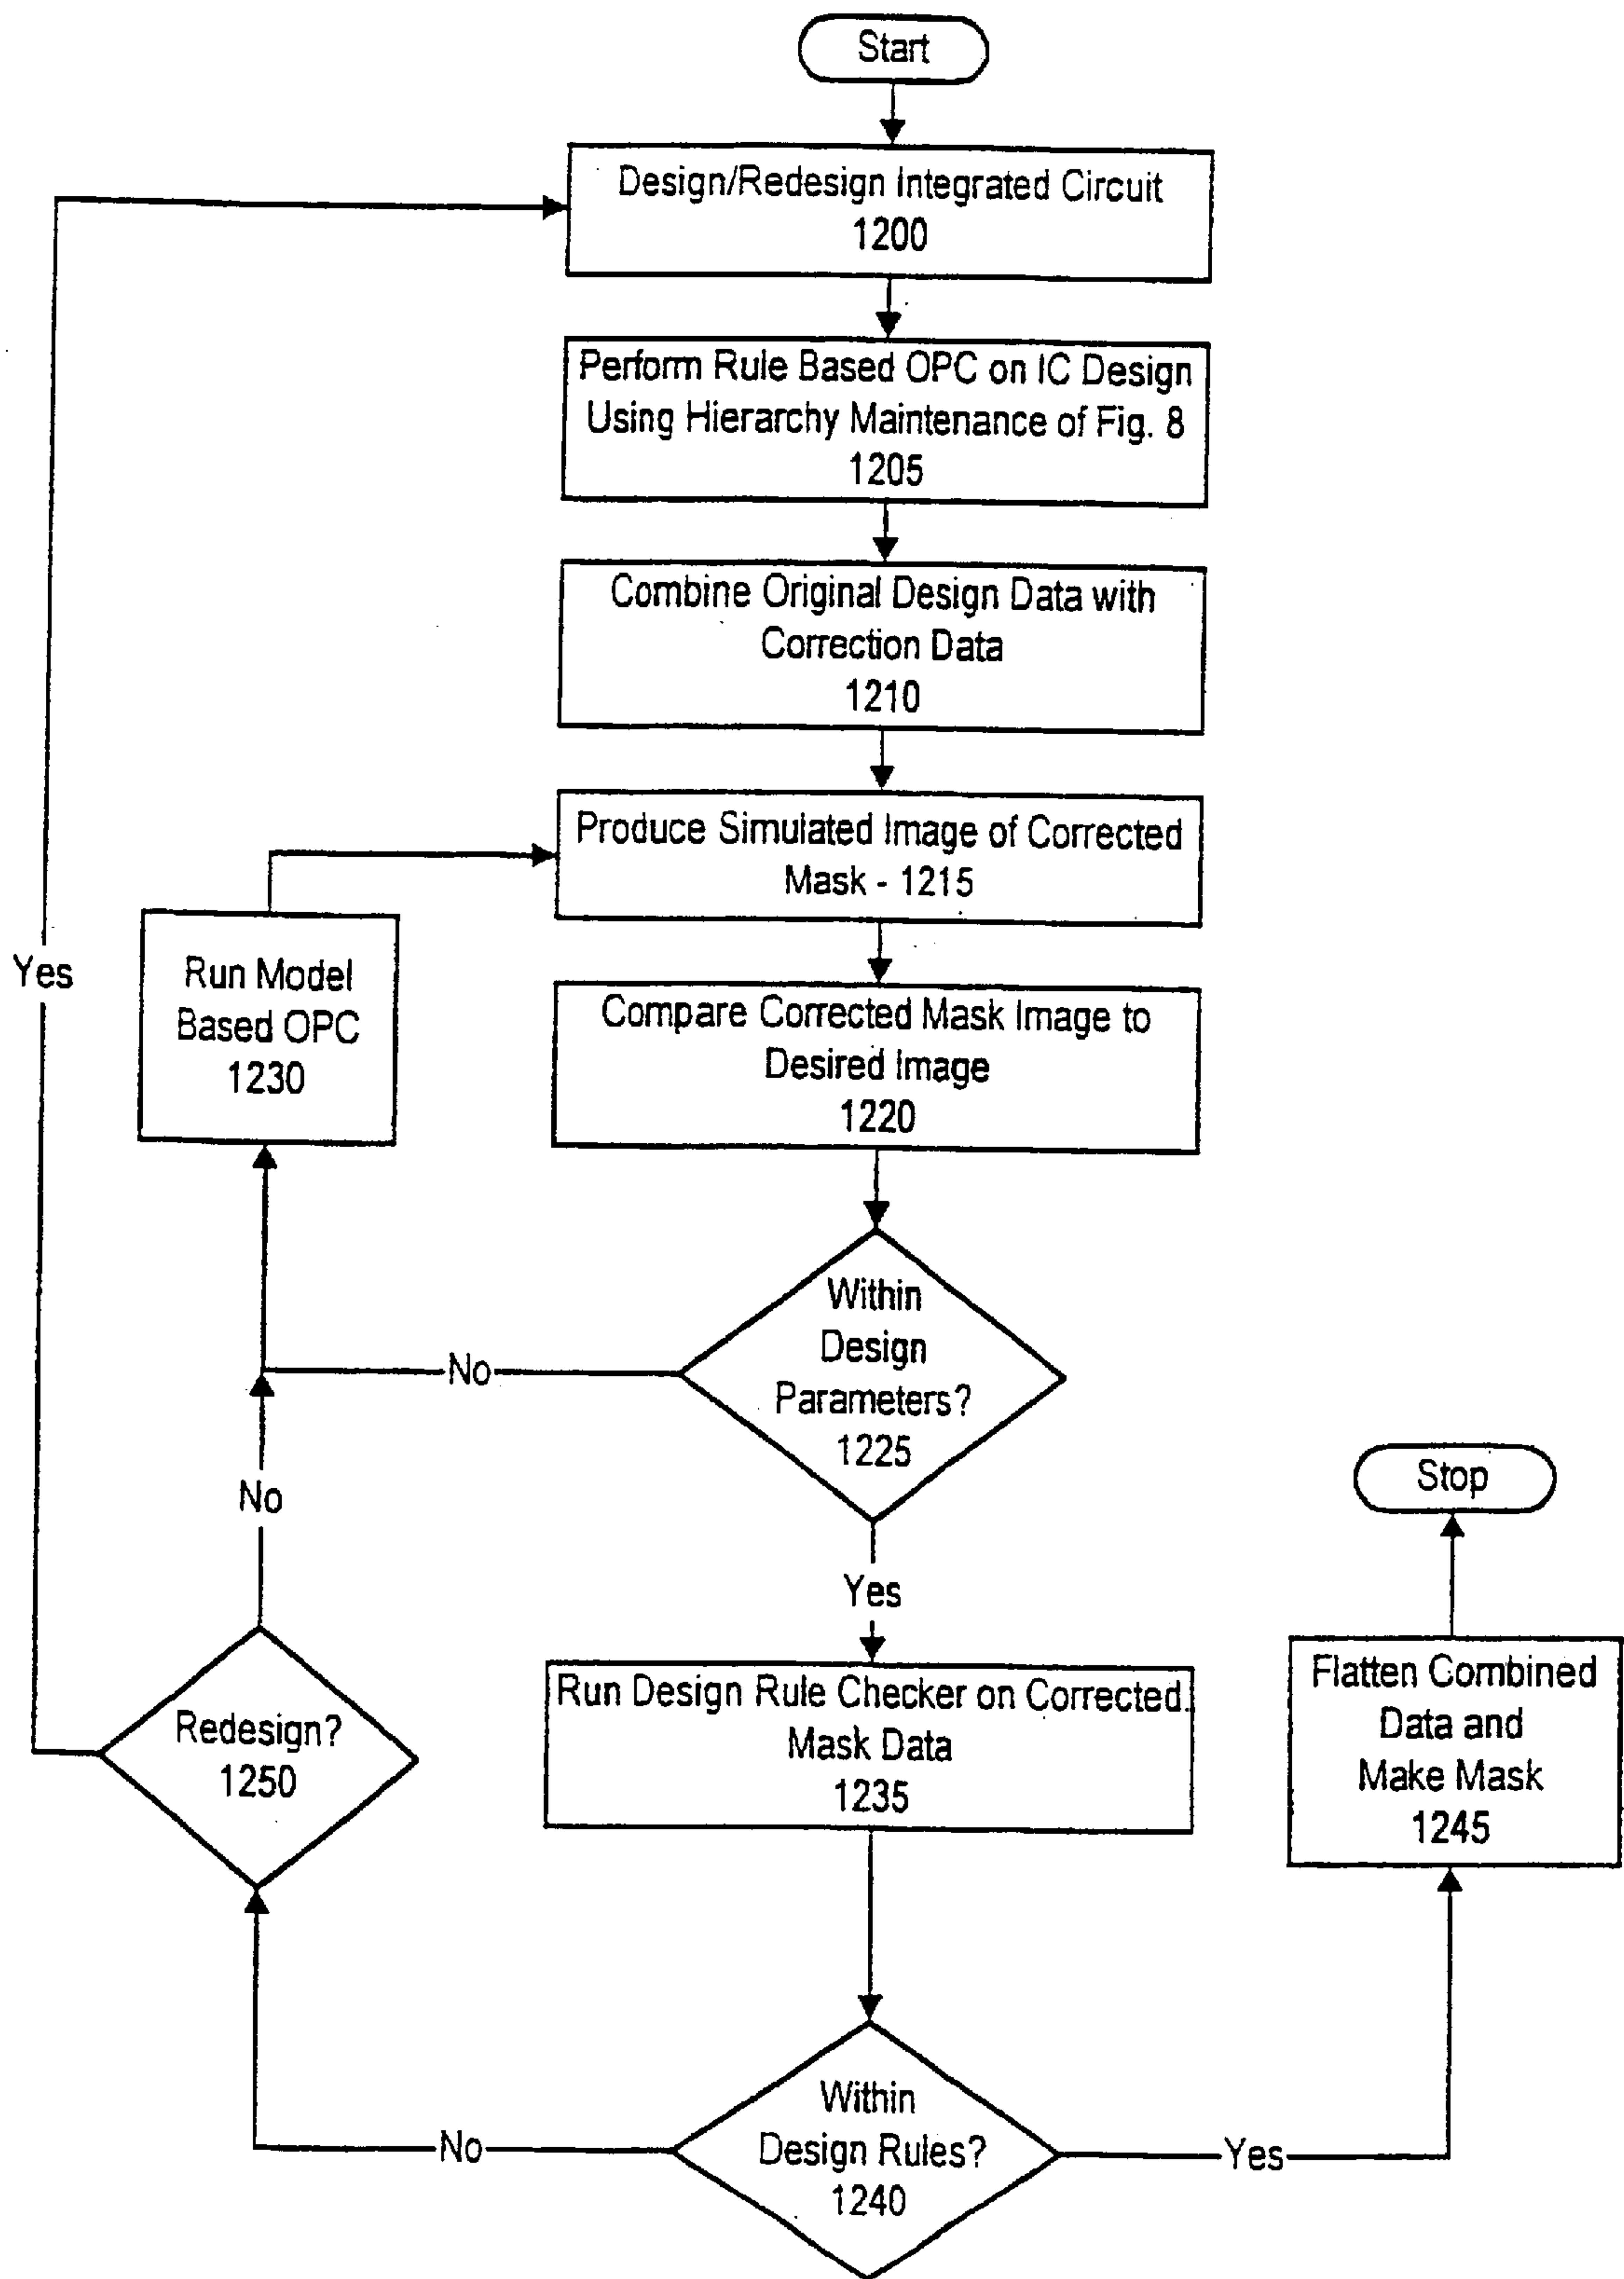 Start
Design/Redesign Integrated Circuit
1200
Perform Rule Based OPC on IC Design
Using Hierarchy Maintenance of Fig. 8
1205
Combine Original Design Data with
Correction Data
1210
Produce Simulated Image of Corrected
Mask - 1215
Run Model
Based OPC
1230
Yes
Compare Corrected Mask Image to
Desired Image
1220
Within
Design
Parameters?
1225
No
No
Yes
Stop
Redesign?
1250
Run Design Rule Checker on Corrected.
Mask Data
1235
Flatten Combined
Data and
Make Mask
1245
Within
Design Rules?
1240
No
Yes